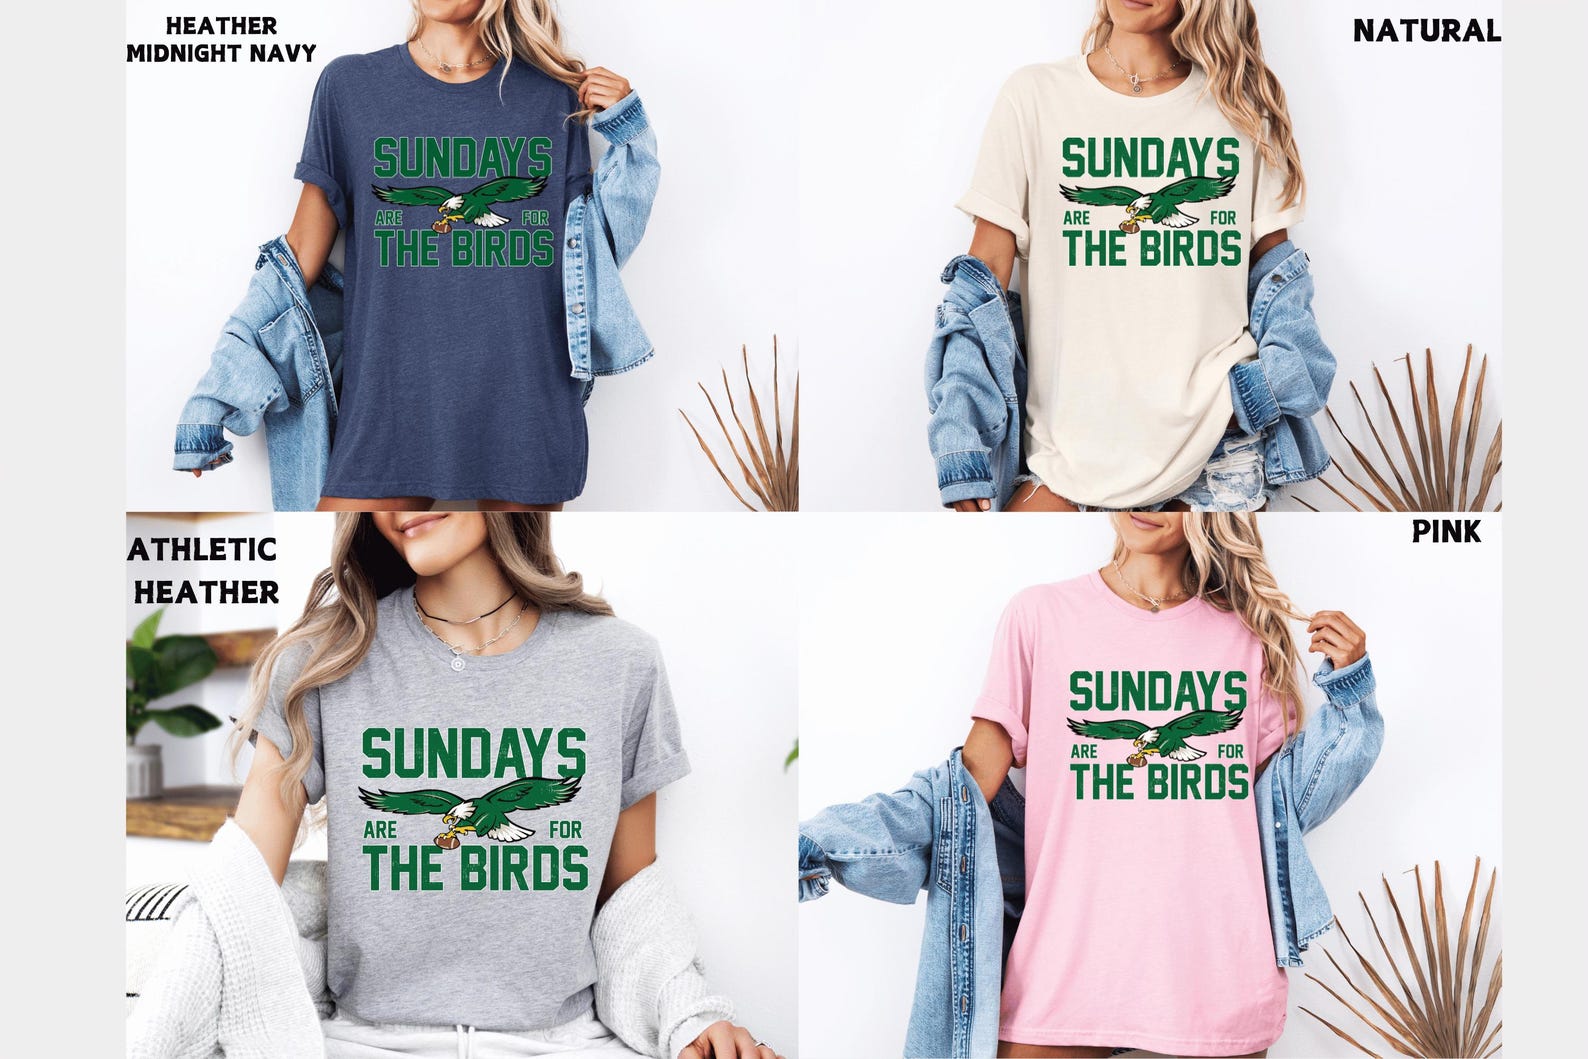 HEATHER
MIDNIGHT NAVY
SUNDAYS
ARE FOR
THE BIRDS
NATURAL
SUNDAYS
ARE FOR
THE BIRDS
ATHLETIC
HEATHER
SUNDAYS
ARE FOR
THE BIRDS
PINK
SUNDAYS
ARE FOR
THE BIRDS